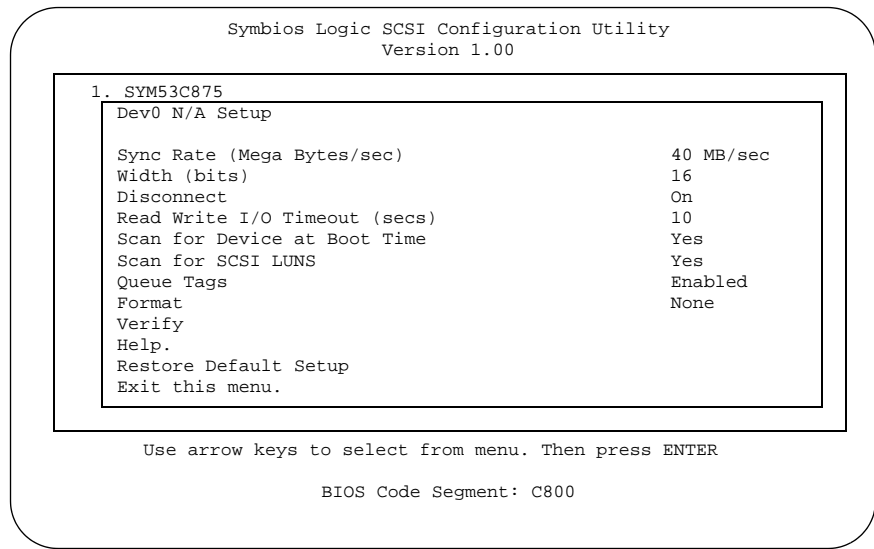 Symbios Logic SCSI Configuration Utility
Version 1.00
1. SYM53C875
Dev0 N/A Setup
Sync Rate (Mega Bytes/sec) 40 MB/sec
Width (bits) 16
Disconnect On
Read Write I/O Timeout (secs) 10
Scan for Device at Boot Time Yes
Scan for SCSI LUNS Yes
Queue Tags Enabled
Format None
Verify
Help.
Restore Default Setup
Exit this menu.
Use arrow keys to select from menu. Then press ENTER
BIOS Code Segment: C800